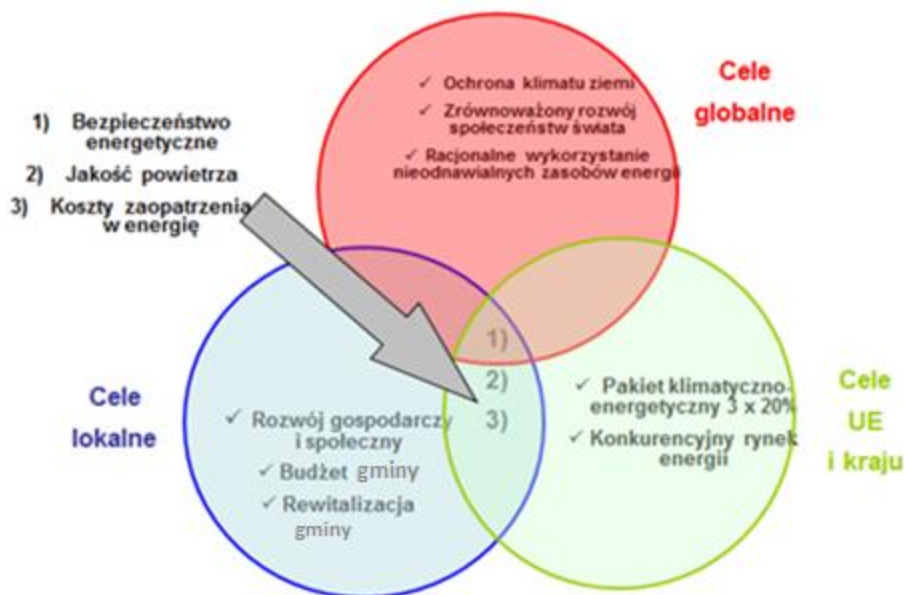 Cele
globalne
✓ Ochrona klimatu ziemi
✓ Zrównoważony rozwój
społeczeństw świata
✓ Racjonalne wykorzystanie
nieodnawialnych zasobów energii
1) Bezpieczeństwo
energetyczne
2) Jakość powietrza
3) Koszty zaopatrzenia
w energię
1)
2)
3)
Cele
lokalne
✓ Rozwój gospodarczy
i społeczny
✓ Budżet gminy
✓ Rewitalizacja
gminy
✓ Pakiet klimatyczno-
energetyczny 3 x 20%
✓ Konkurencyjny rynek
energii
Cele
UE
i kraju